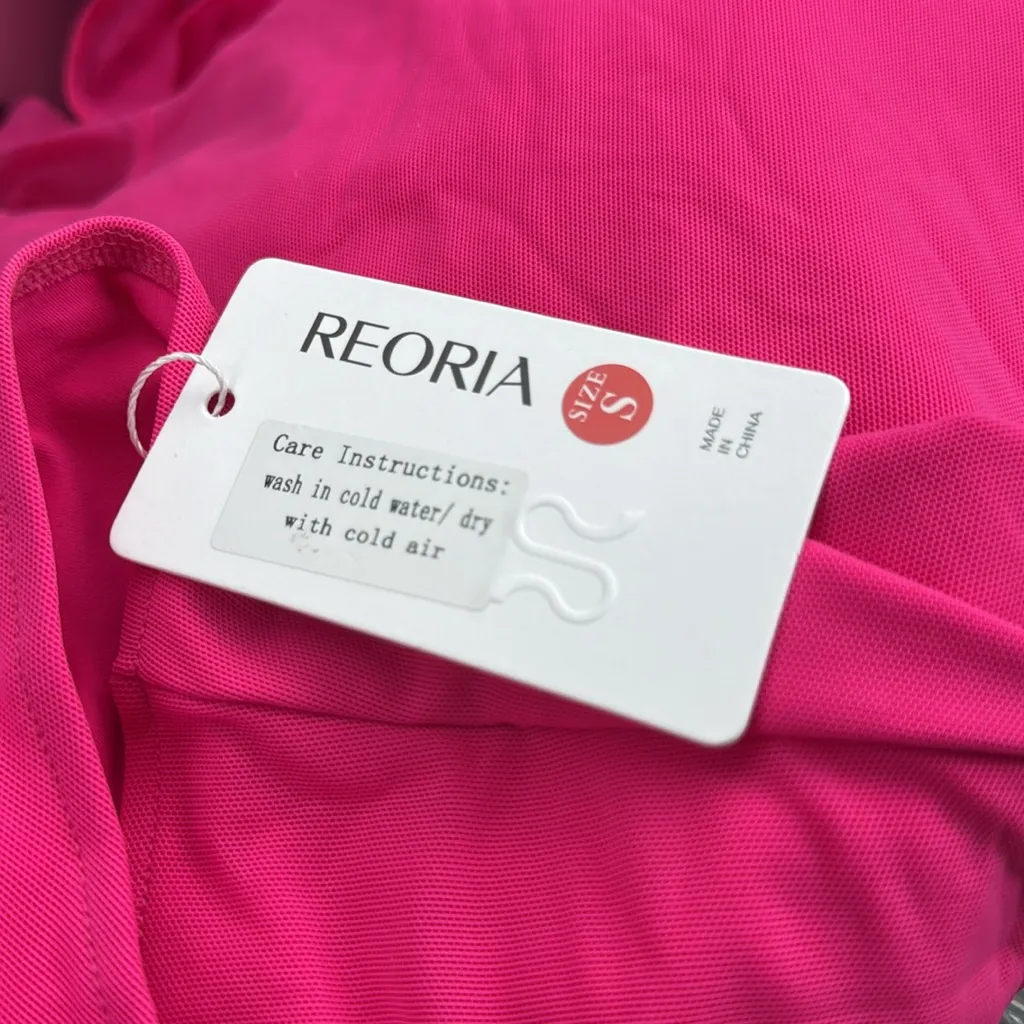 REORIA
SIZE
S
MADE
IN
CHINA
Care Instructions:
wash in cold water/ dry
with cold air